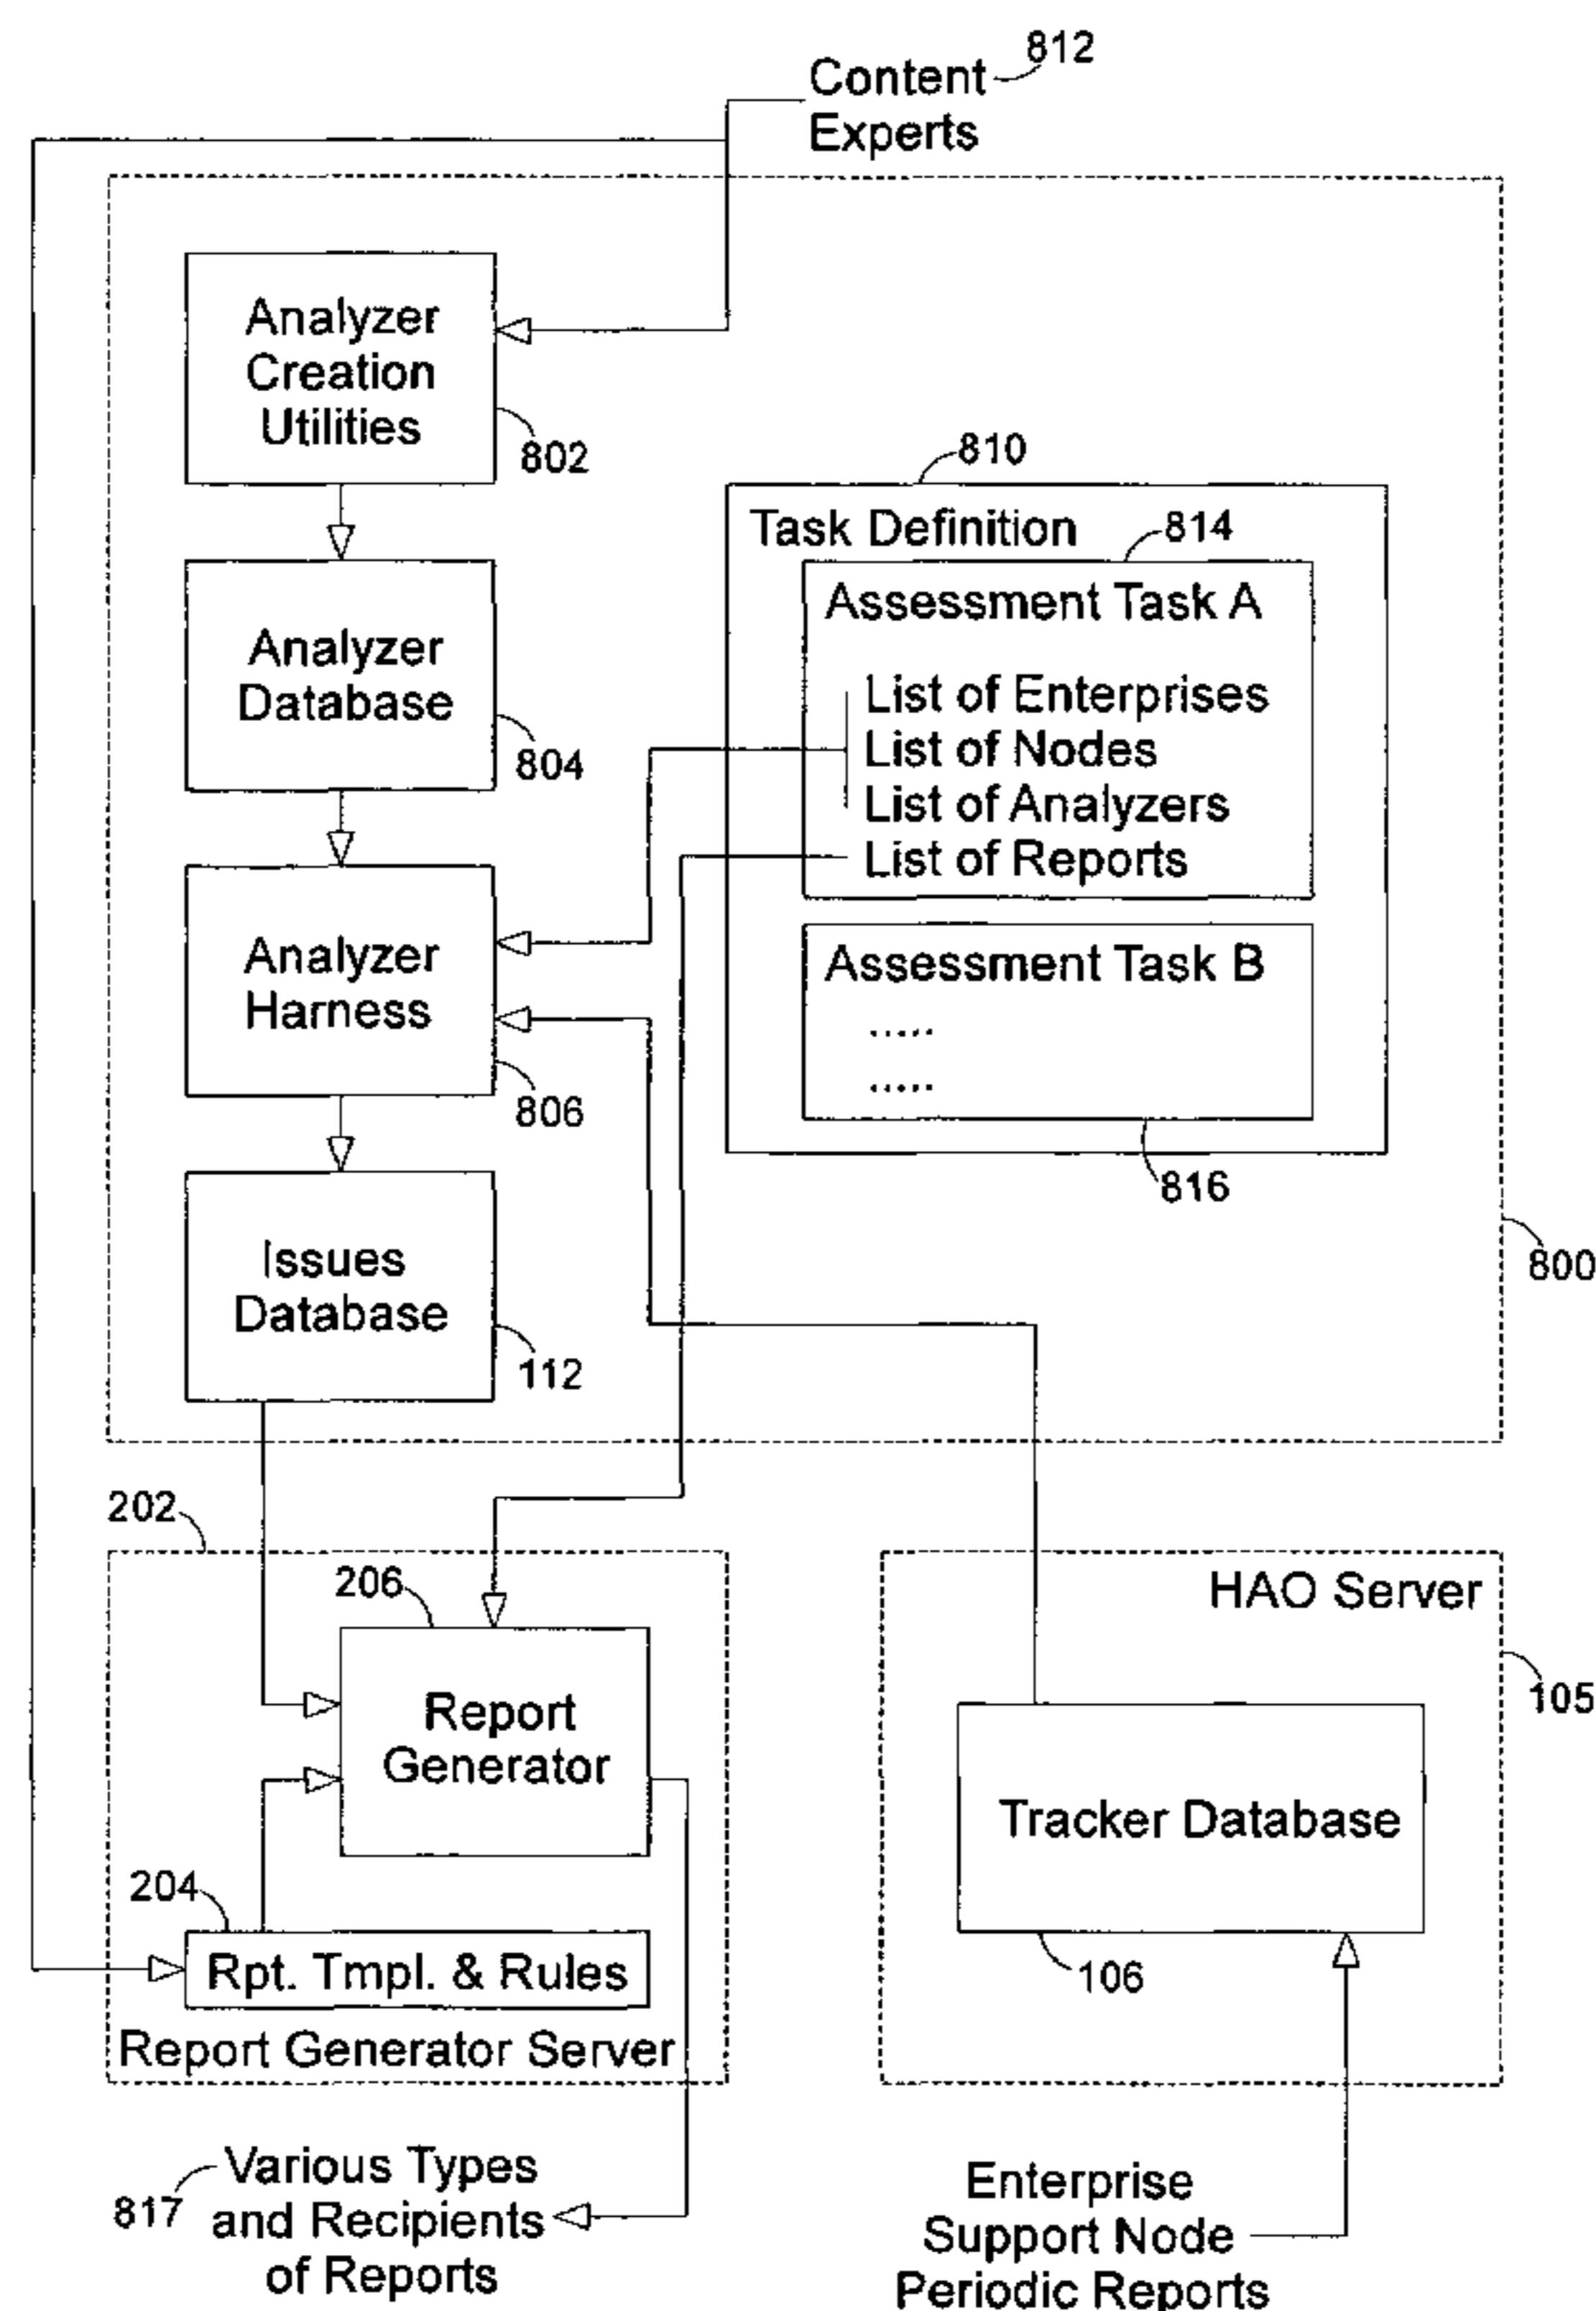 812
Content
Experts
Analyzer
Creation
Utilities
802
810
Task Definition
814
Assessment Task A
Analyzer
Database
804
List of Enterprises
List of Nodes
List of Analyzers
List of Reports
Analyzer
Harness
806
Assessment Task B
.....
.....
816
Issues
Database
112
800
202
206
HAO Server
105
Report
Generator
Tracker Database
204
106
Rpt. Tmpl. & Rules
Report Generator Server
Various Types
817 and Recipients
of Reports
Enterprise
Support Node
Periodic Reports